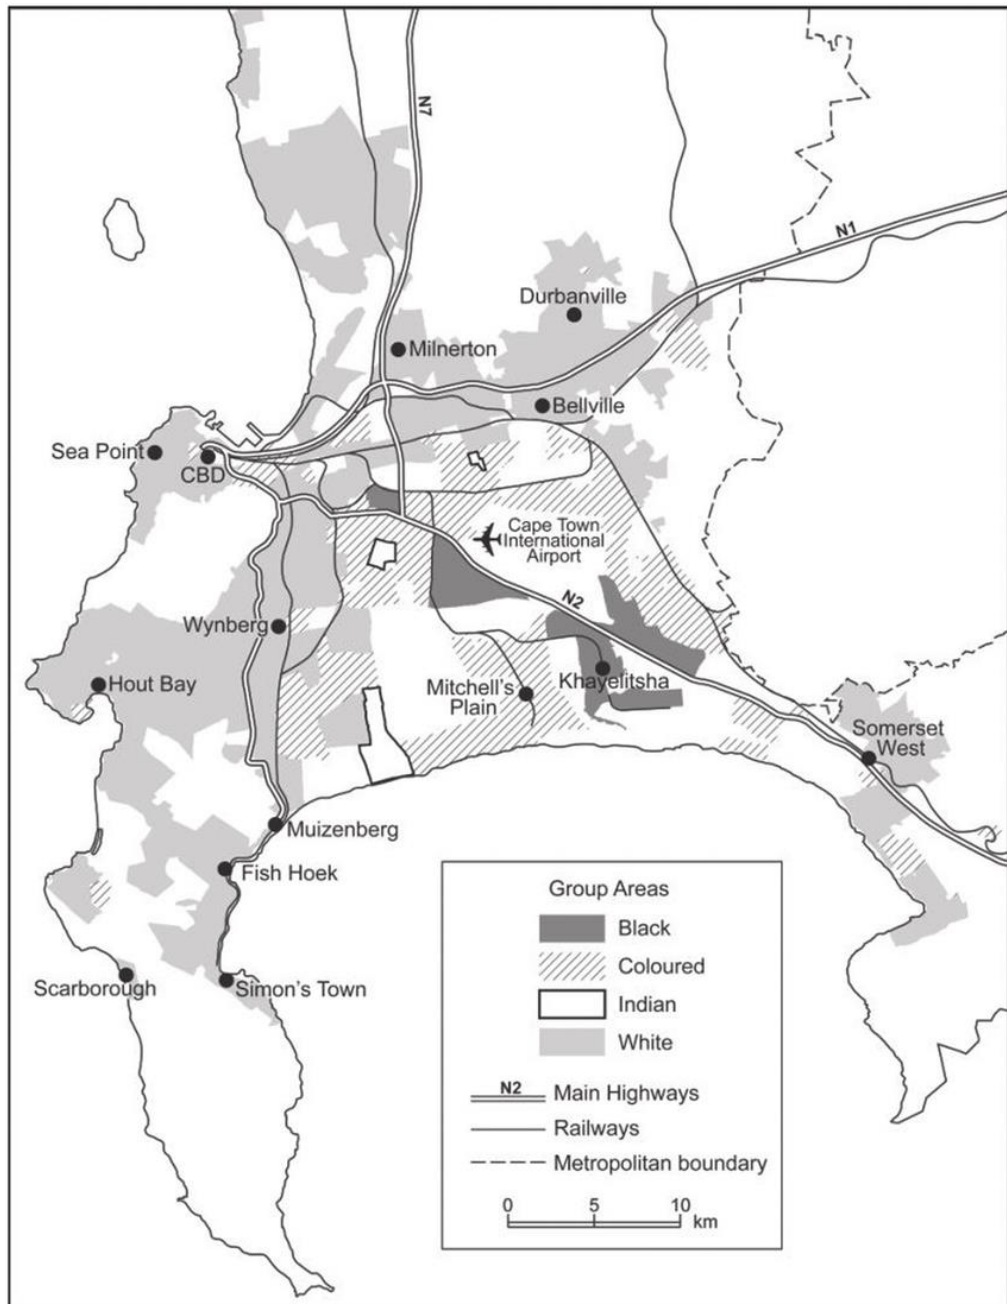 N7
N1
Durbanville
Milnerton
Bellville
Sea Point
CBD
Cape Town
International
Airport
N2
Wynberg
Hout Bay
Mitchell's
Plain
Khayelitsha
Somerset
West
Muizenberg
Fish Hoek
Scarborough
Simon's Town
Group Areas
Black
Coloured
Indian
White
N2
Main Highways
Railways
Metropolitan boundary
0 5 10
km